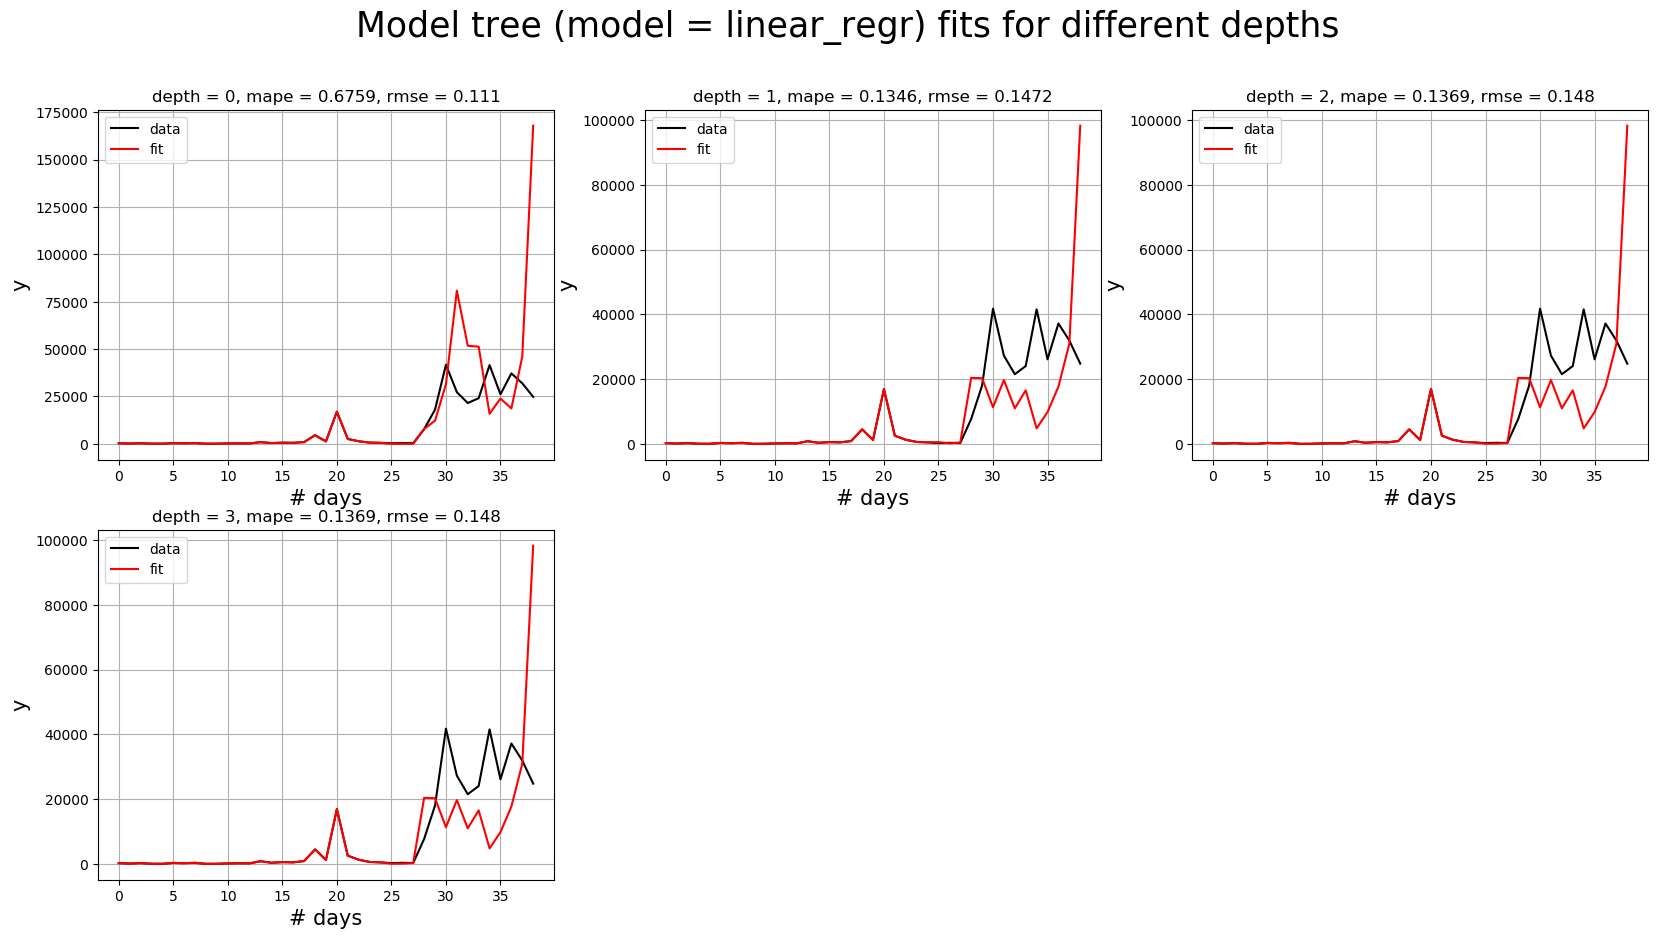 Model tree (model = linear_regr) fits for different depths
depth = 0, mape = 0.6759, rmse = 0.111
175000
150000
125000
100000
75000
50000
25000
0
y
data
fit
0 5 10 15 20 25 30 35
# days
depth = 1, mape = 0.1346, rmse = 0.1472
100000
80000
60000
40000
20000
0
y
data
fit
0 5 10 15 20 25 30 35
# days
depth = 2, mape = 0.1369, rmse = 0.148
100000
80000
60000
40000
20000
0
y
data
fit
0 5 10 15 20 25 30 35
# days
depth = 3, mape = 0.1369, rmse = 0.148
100000
80000
60000
40000
20000
0
y
data
fit
0 5 10 15 20 25 30 35
# days